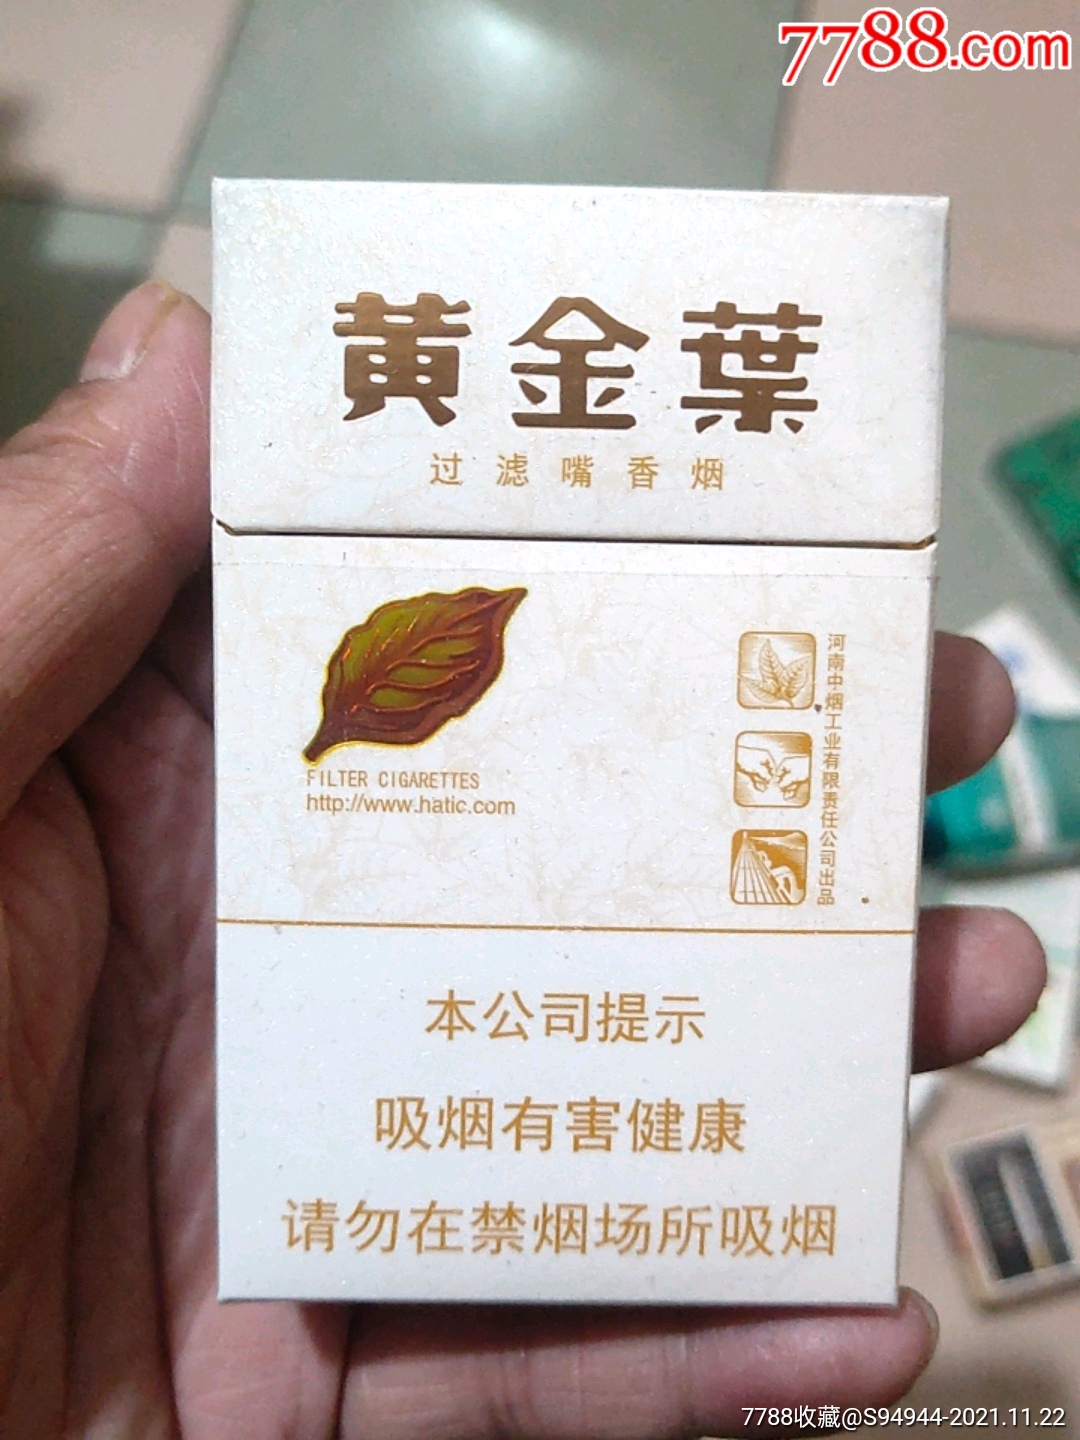 7788.com
黄金葉
过滤嘴香烟
FILTER CIGARETTES
http://www.hatic.com
河南中烟工业有限责任公司出品
本公司提示
吸烟有害健康
请勿在禁烟场所吸烟
7788收藏@S94944-2021.11.22